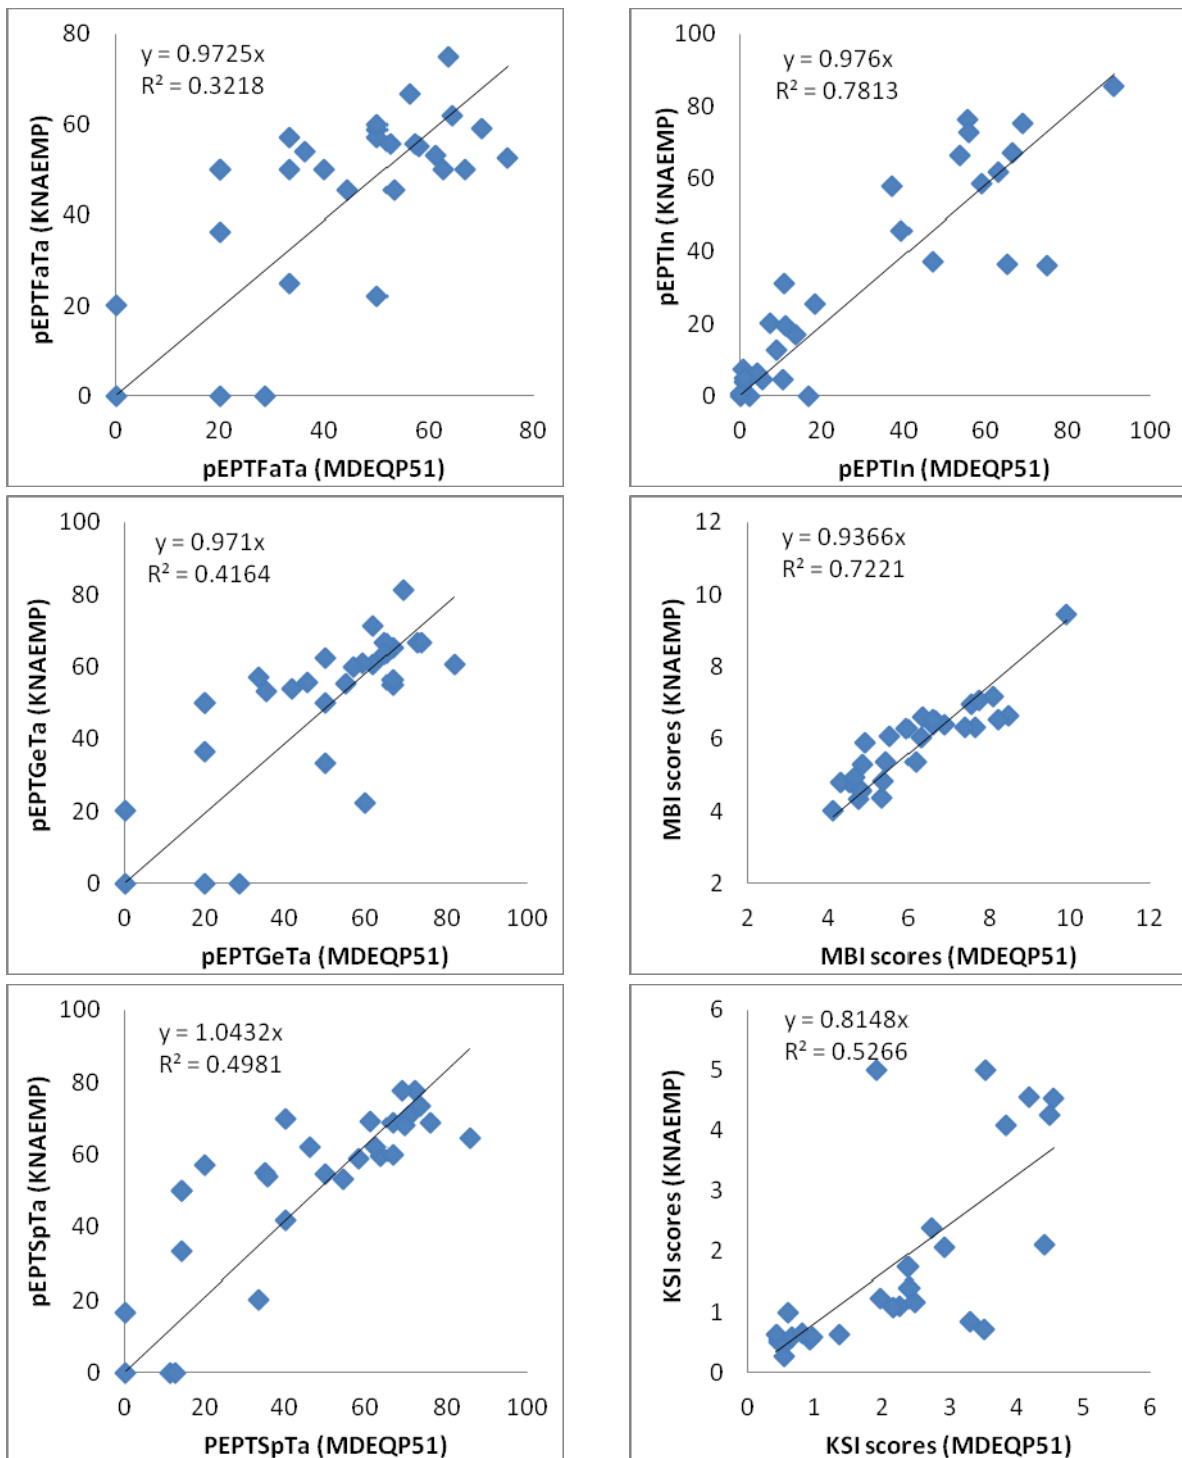 y = 0.9725x
R² = 0.3218
pEPTFaTa (KNAEMP)
80
60
40
20
0
0 20 40 60 80
pEPTFaTa (MDEQP51)
y = 0.976x
R² = 0.7813
pEPTIn (KNAEMP)
100
80
60
40
20
0
0 20 40 60 80 100
pEPTIn (MDEQP51)
y = 0.971x
R² = 0.4164
pEPTGeTa (KNAEMP)
100
80
60
40
20
0
0 20 40 60 80 100
pEPTGeTa (MDEQP51)
y = 0.9366x
R² = 0.7221
MBI scores (KNAEMP)
12
10
8
6
4
2
2 4 6 8 10 12
MBI scores (MDEQP51)
y = 1.0432x
R² = 0.4981
pEPTSpTa (KNAEMP)
100
80
60
40
20
0
0 20 40 60 80 100
PEPTSpTa (MDEQP51)
y = 0.8148x
R² = 0.5266
KSI scores (KNAEMP)
6
5
4
3
2
1
0
0 1 2 3 4 5 6
KSI scores (MDEQP51)